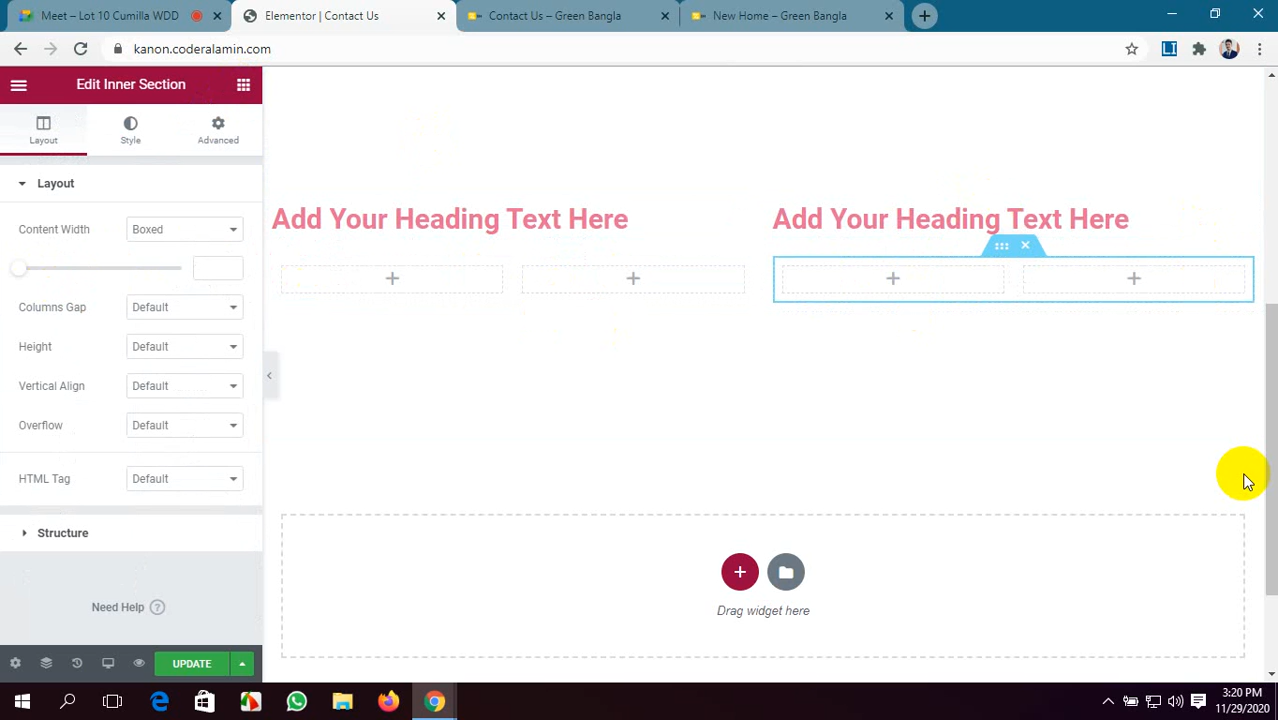 Meet – Lot 10 Cumilla WDD
Elementor | Contact Us
Contact Us – Green Bangla
New Home – Green Bangla
kanon.coderalamin.com
Edit Inner Section
Layout
Style
Advanced
Layout
Content Width
Boxed
Columns Gap
Default
Height
Default
Vertical Align
Default
Overflow
Default
HTML Tag
Default
Structure
Need Help ?
UPDATE
Add Your Heading Text Here
Add Your Heading Text Here
Drag widget here
3:20 PM
11/29/2020